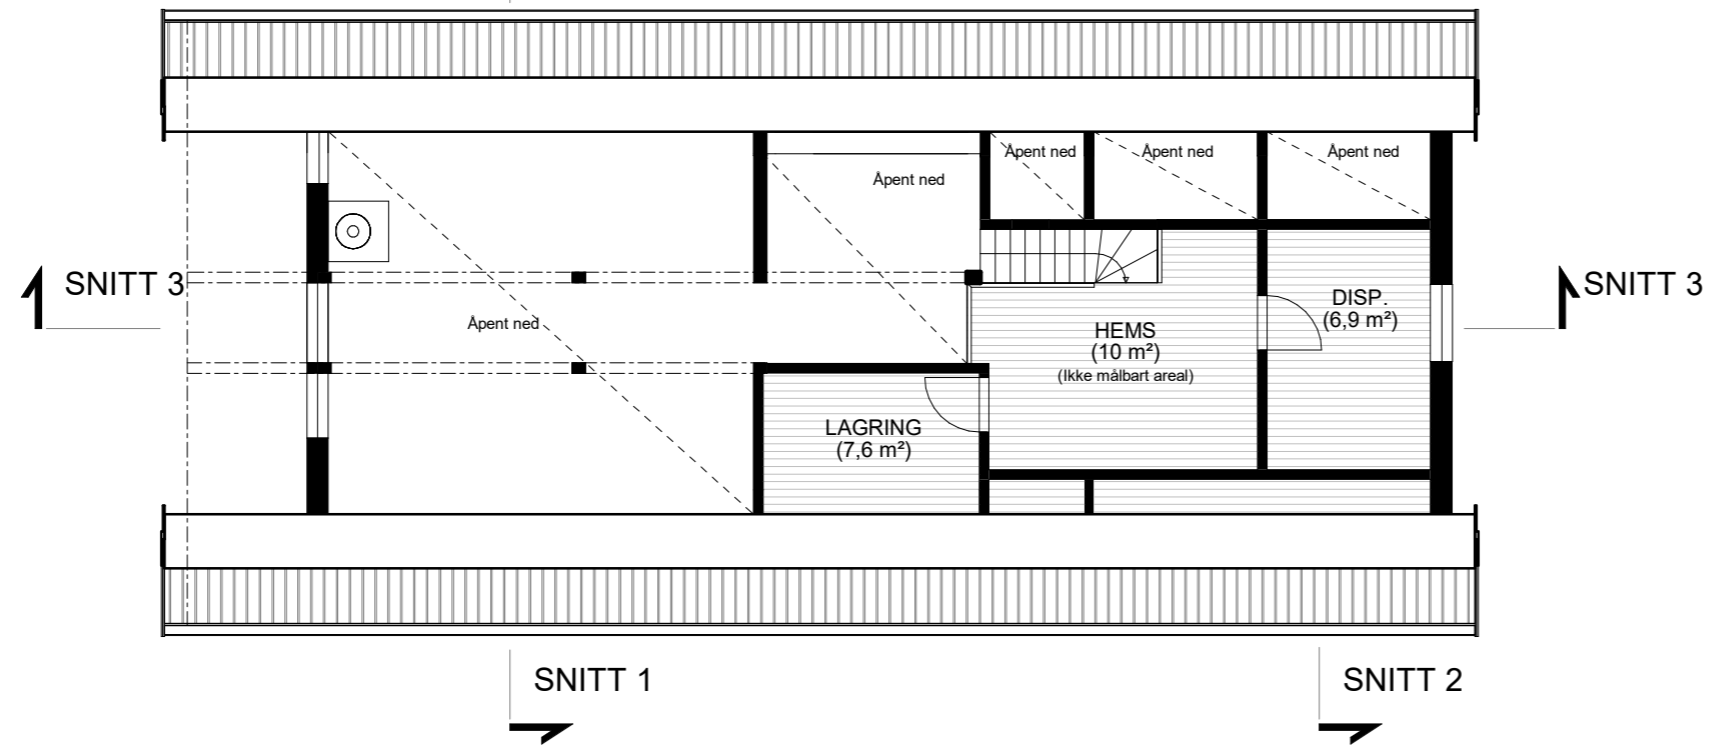 Åpent ned
Åpent ned
Åpent ned
Åpent ned
SNITT 3
SNITT 3
DISP.
(6,9 m²)
Åpent ned
HEMS
(10 m²)
(Ikke målbart areal)
LAGRING
(7,6 m²)
SNITT 1
SNITT 2